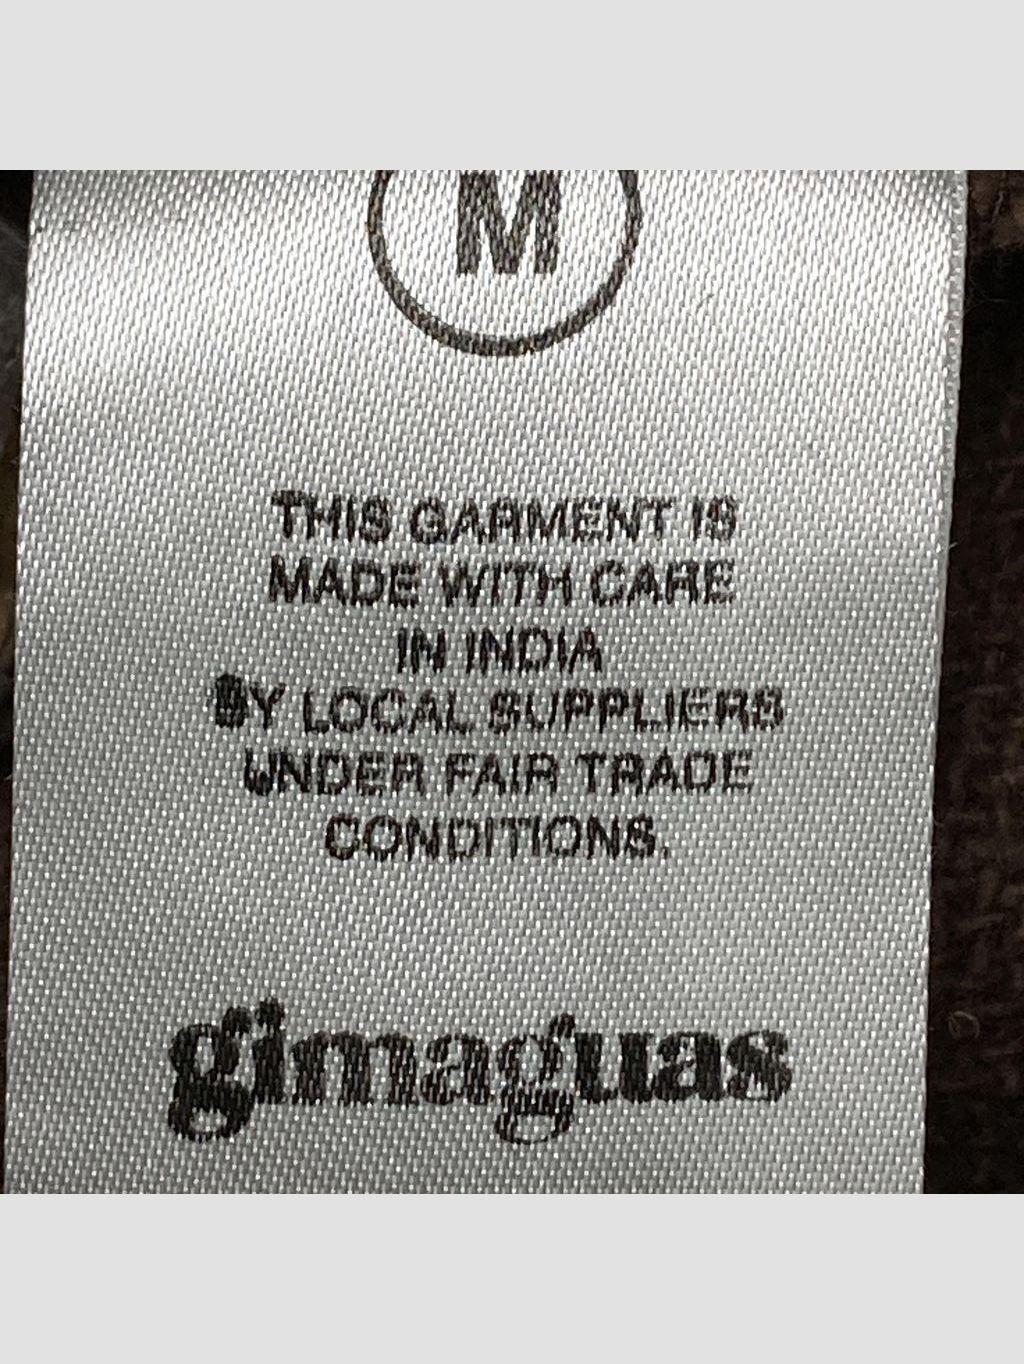 M
THIS GARMENT IS
MADE WITH CARE
IN INDIA
BY LOCAL SUPPLIERS
UNDER FAIR TRADE
CONDITIONS.
gimaguas